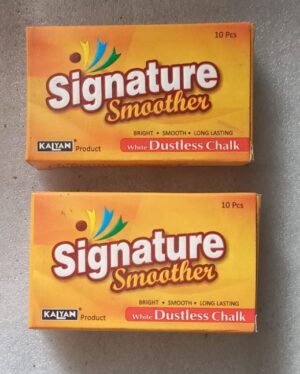 10 Pcs
Signature
Smoother
BRIGHT • SMOOTH • LONG LASTING
KALYAN® Product
White Dustless Chalk
10 Pcs
Signature
Smoother
BRIGHT • SMOOTH • LONG LASTING
KALYAN® Product
White Dustless Chalk